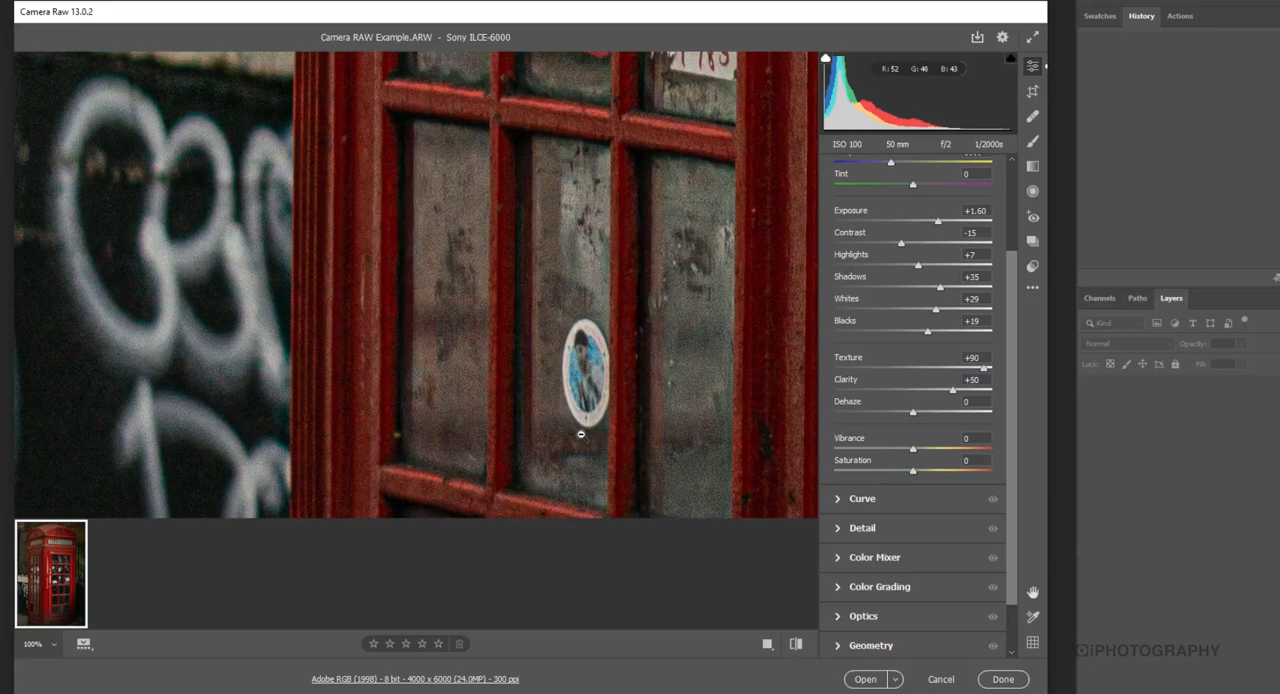 Camera Raw 13.0.2
Swatches History Actions
Camera RAW Example.ARW - Sony ILCE-6000
R: 52 G: 48 B: 43
ISO 100 50 mm f/2 1/2000s
Tint 0
Exposure +1.60
Contrast -15
Highlights +7
Shadows +35
Whites +29
Blacks +19
Texture +90
Clarity +50
Dehaze 0
Vibrance 0
Saturation 0
Curve
Detail
Color Mixer
Color Grading
Optics
Geometry
Channels Paths Layers
Kind
Normal Opacity:
Lock: Fill:
100%
iPHOTOGRAPHY
Adobe RGB (1998) - 8 bit - 4000 x 6000 (24.0MP) - 300 ppi
Open Cancel Done